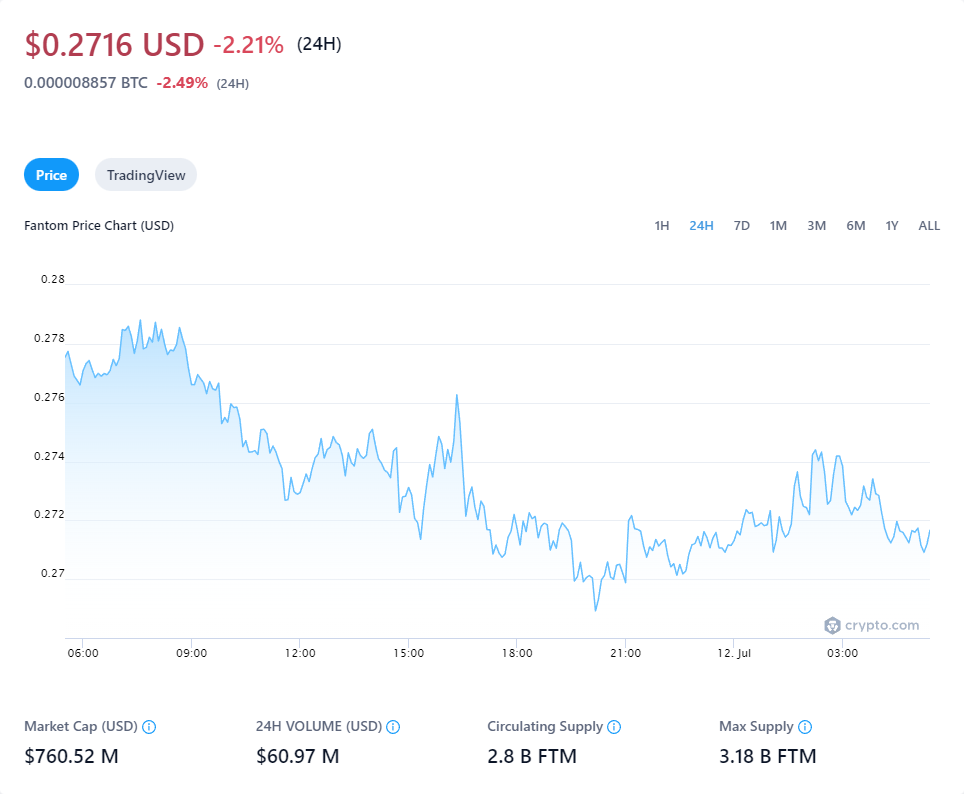 $0.2716 USD -2.21% (24H)
0.000008857 BTC -2.49% (24H)
Price TradingView
Fantom Price Chart (USD) 1H 24H 7D 1M 3M 6M 1Y ALL
0.28
0.278
0.276
0.274
0.272
0.27
crypto.com
06:00 09:00 12:00 15:00 18:00 21:00 12. Jul 03:00
Market Cap (USD) 24H VOLUME (USD) Circulating Supply Max Supply
$760.52 M $60.97 M 2.8 B FTM 3.18 B FTM